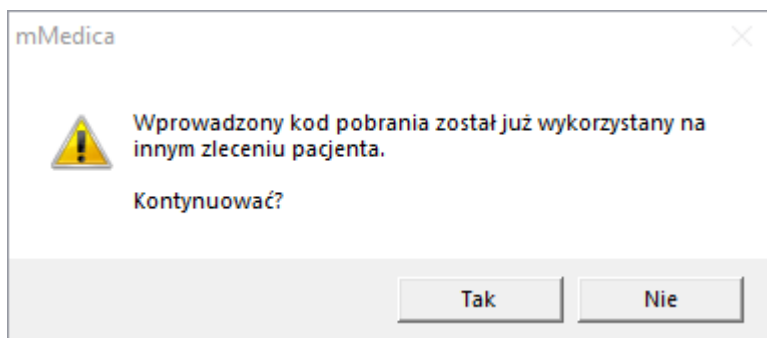 mMedica
Wprowadzony kod pobrania został już wykorzystany na
innym zleceniu pacjenta.
Kontynuować?
Tak
Nie